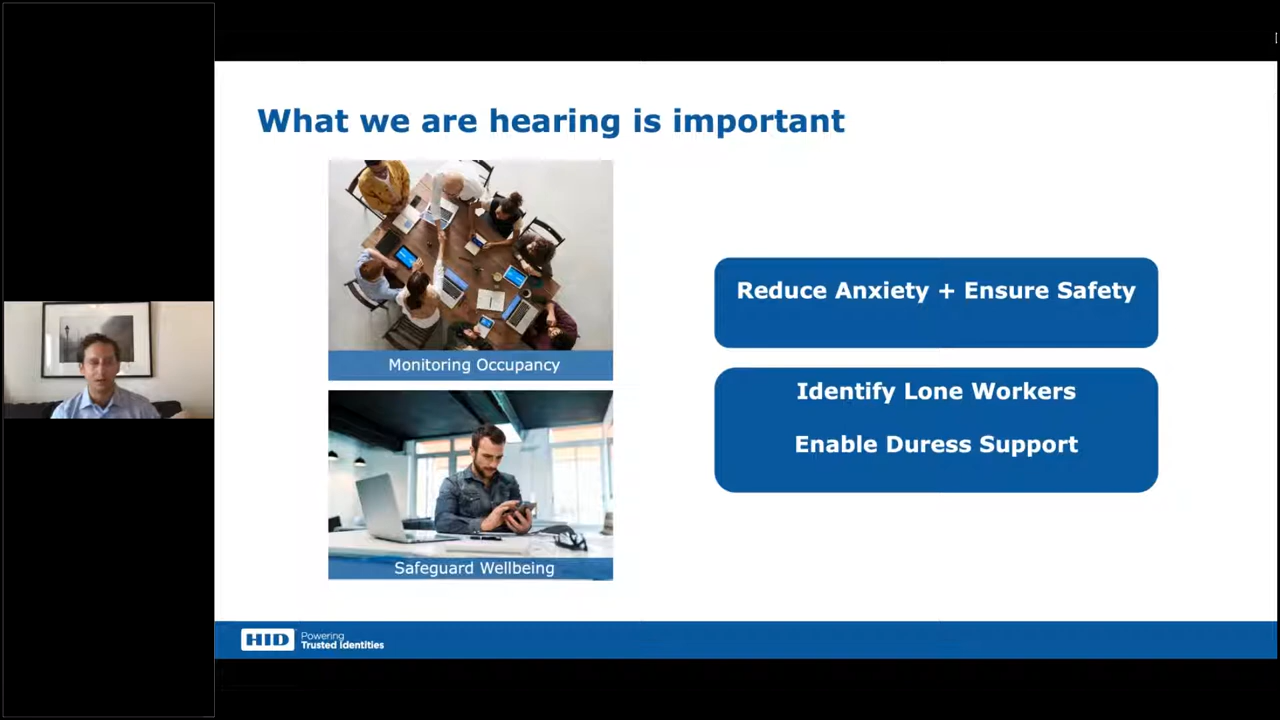 What we are hearing is important
Monitoring Occupancy
Reduce Anxiety + Ensure Safety
Safeguard Wellbeing
Identify Lone Workers
Enable Duress Support
HID
Powering
Trusted Identities